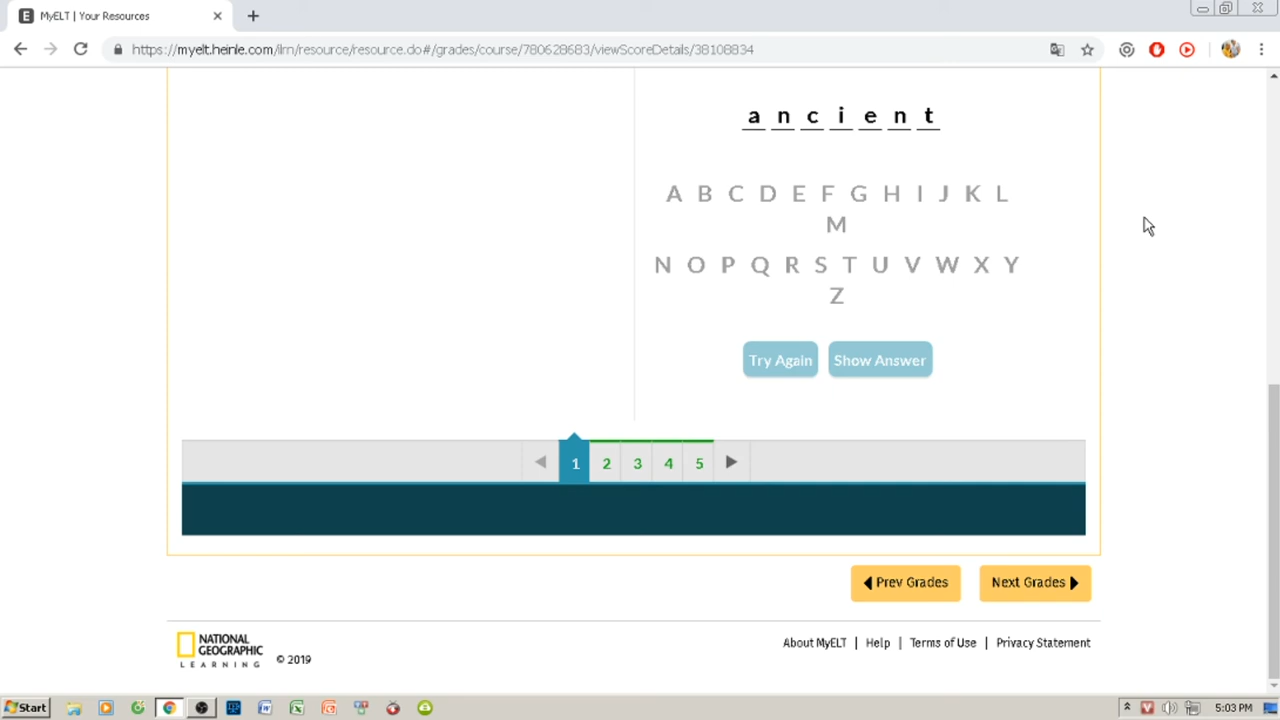 MyELT | Your Resources
https://myelt.heinle.com/ilrn/resource/resource.do#/grades/course/780628683/viewScoreDetails/38108834
a n c i e n t
A B C D E F G H I J K L
M
N O P Q R S T U V W X Y
Z
Try Again Show Answer
1 2 3 4 5
Prev Grades Next Grades
NATIONAL
GEOGRAPHIC
LEARNING
© 2019
About MyELT | Help | Terms of Use | Privacy Statement
Start
5:03 PM